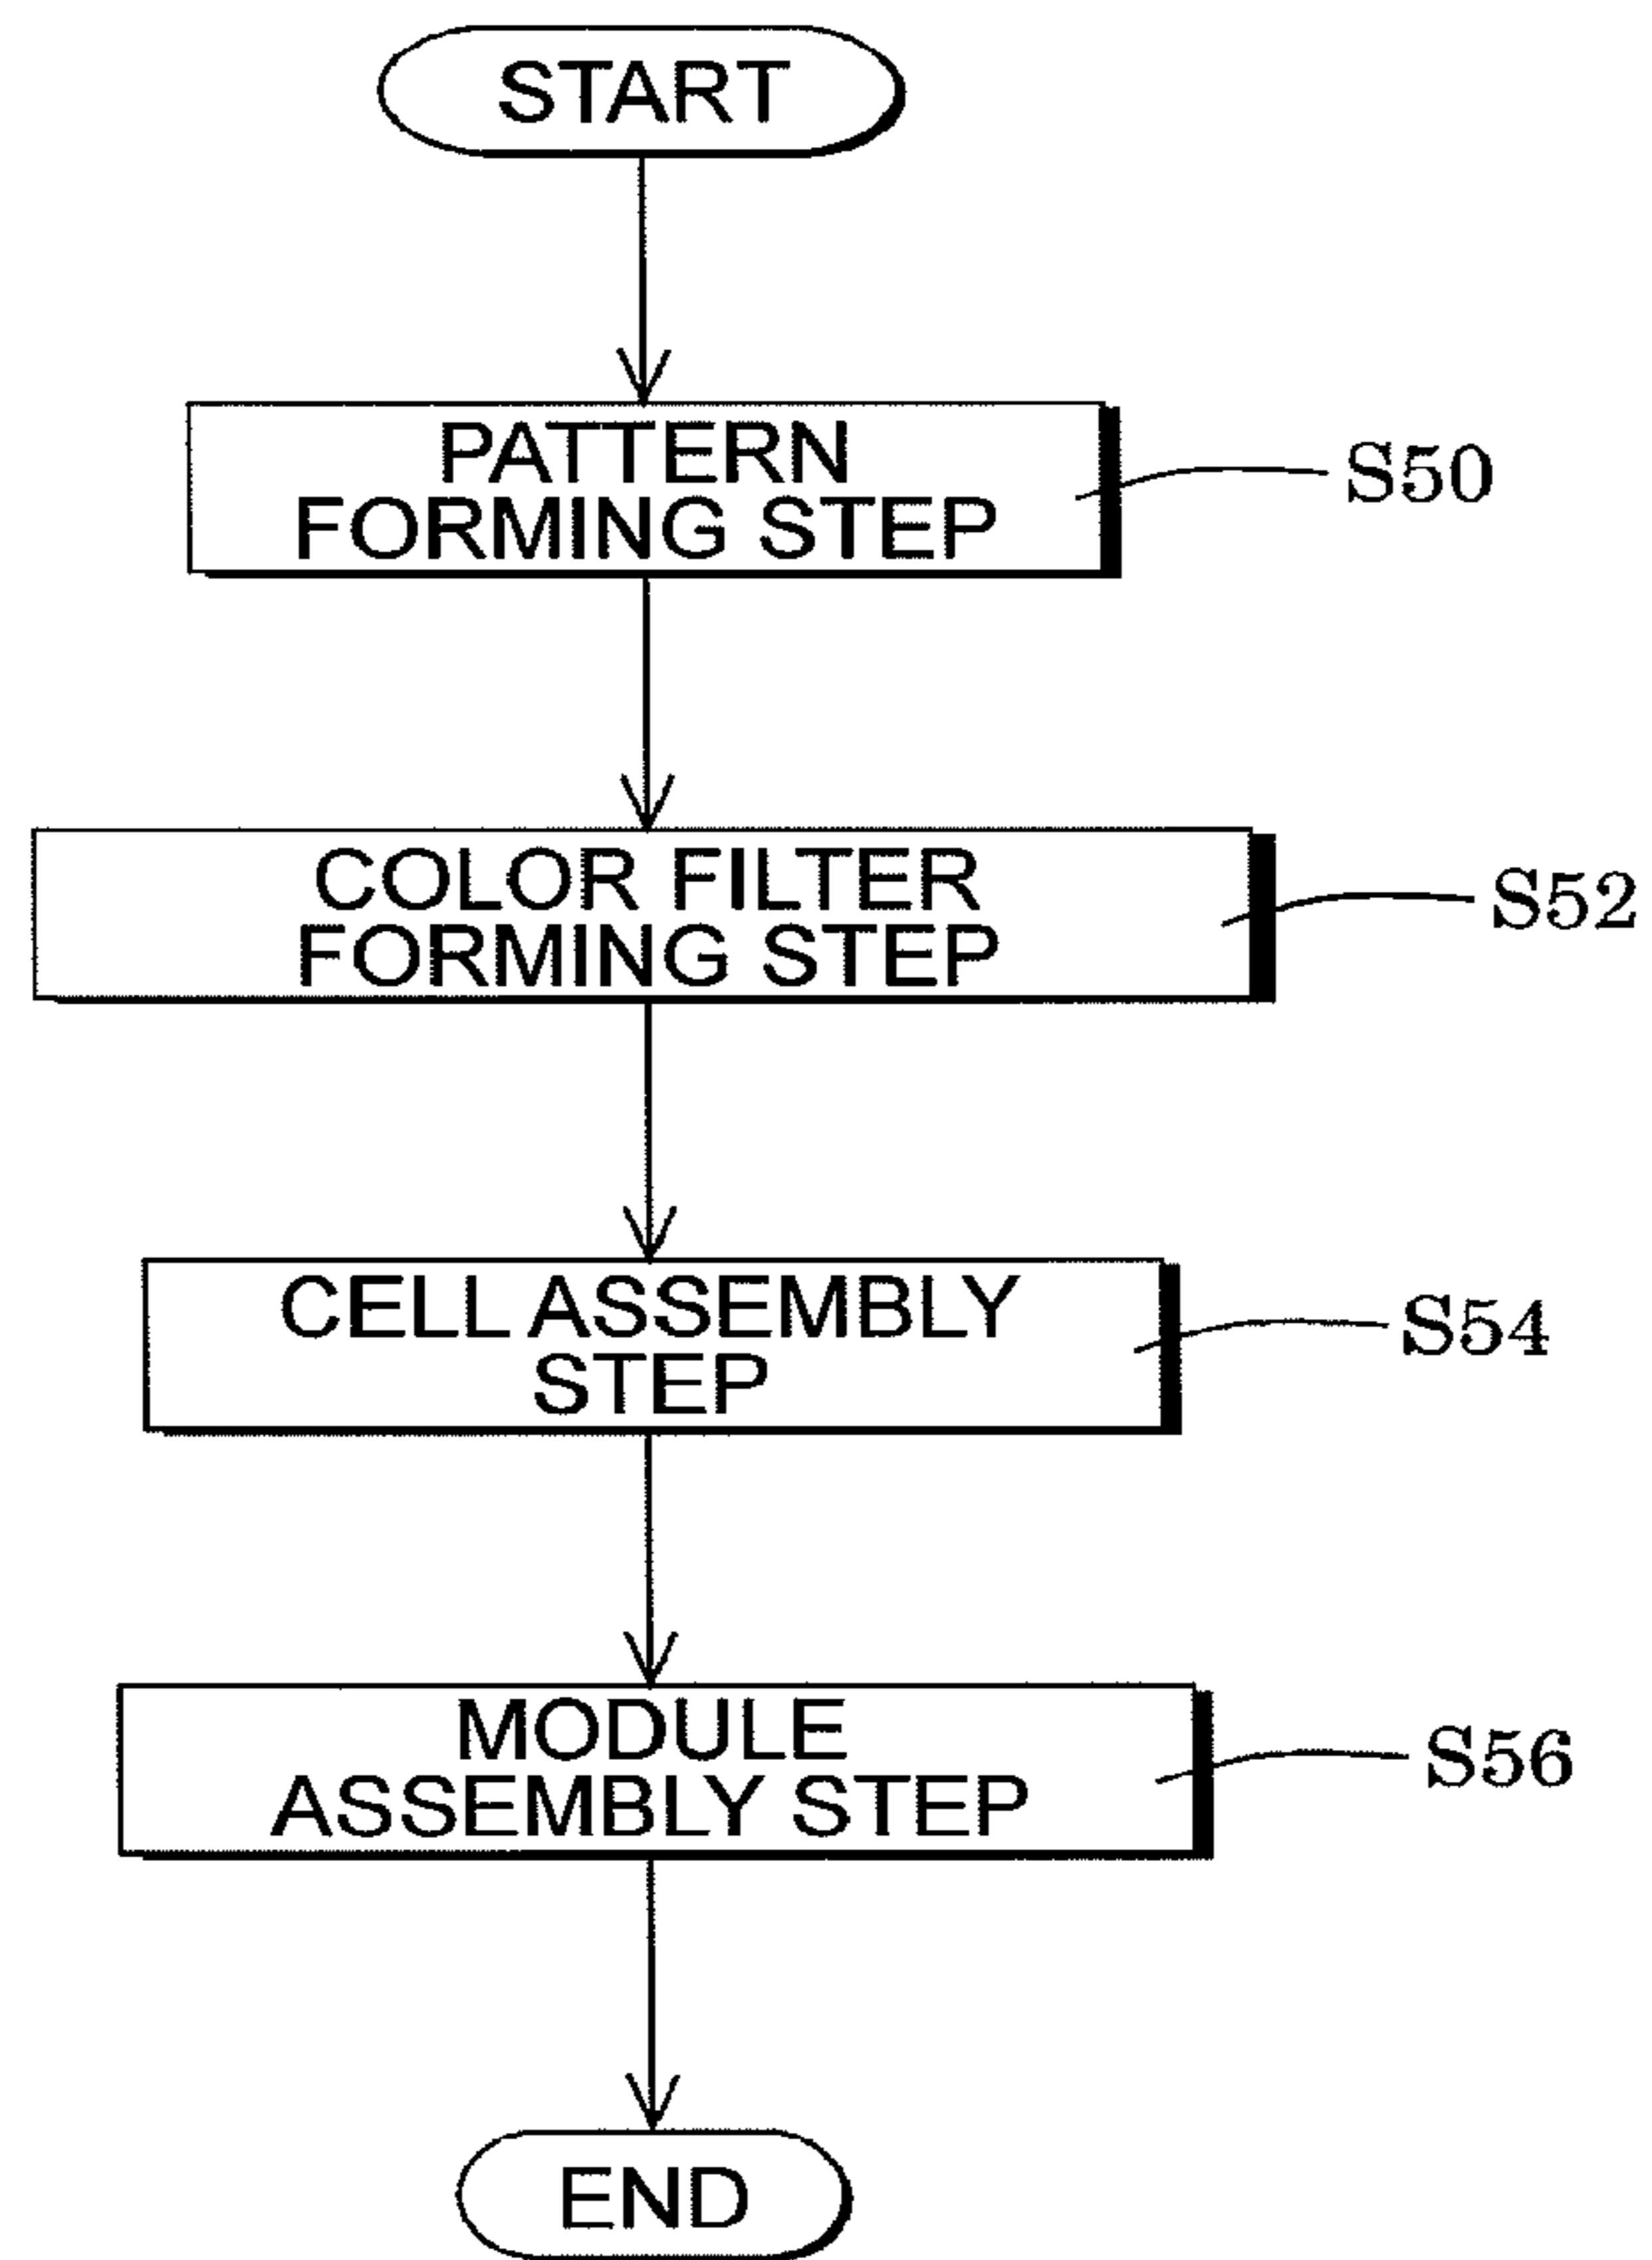 START
PATTERN
FORMING STEP
S50
COLOR FILTER
FORMING STEP
S52
CELL ASSEMBLY
STEP
S54
MODULE
ASSEMBLY STEP
S56
END